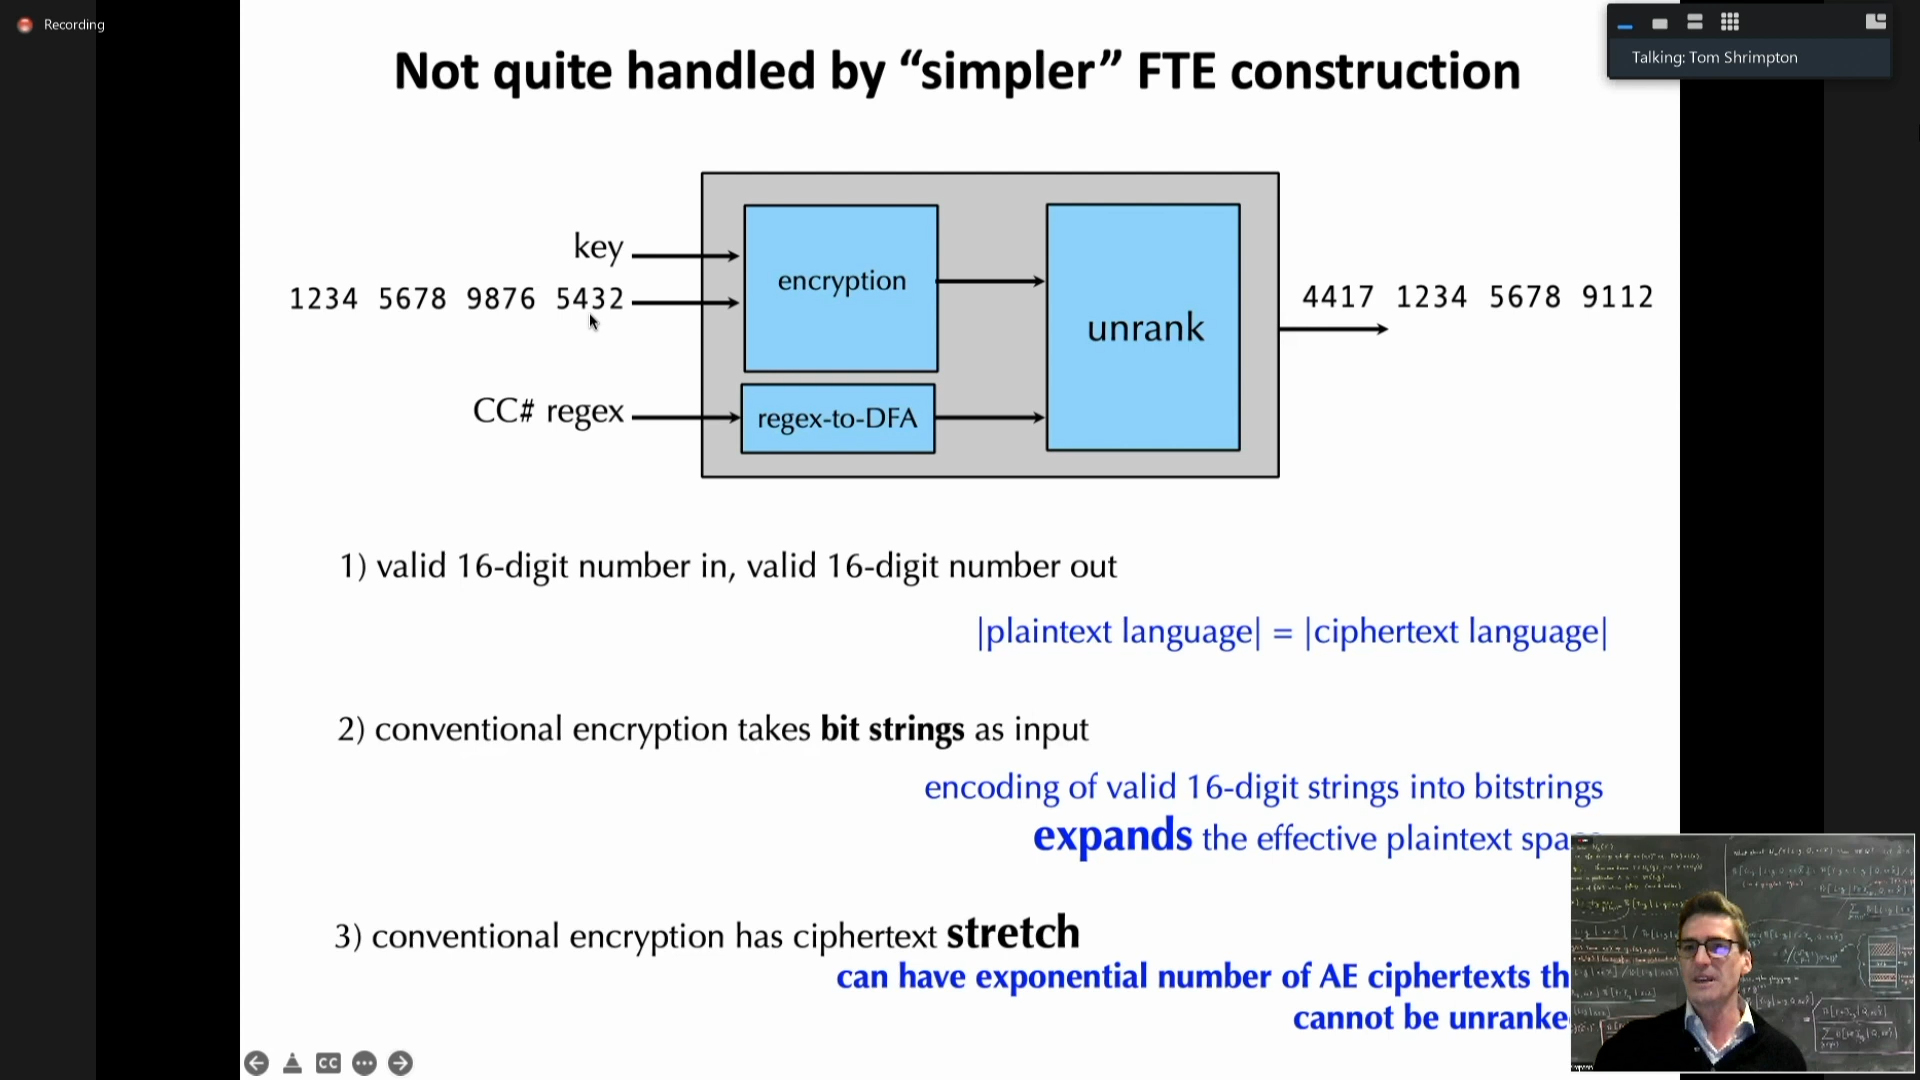 Recording
Talking: Tom Shrimpton
Not quite handled by “simpler” FTE construction
key
1234 5678 9876 5432
CC# regex
encryption
regex-to-DFA
unrank
4417 1234 5678 9112
1) valid 16-digit number in, valid 16-digit number out
|plaintext language| = |ciphertext language|
2) conventional encryption takes bit strings as input
encoding of valid 16-digit strings into bitstrings
expands the effective plaintext spa
3) conventional encryption has ciphertext stretch
can have exponential number of AE ciphertexts th
cannot be unranke
CC